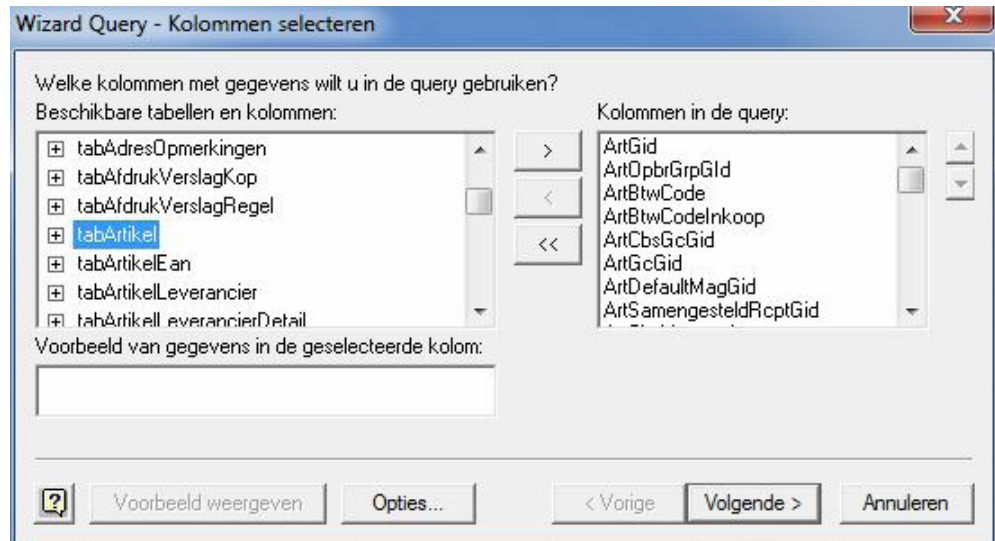 Wizard Query - Kolommen selecteren
Welke kolommen met gegevens wilt u in de query gebruiken?
Beschikbare tabellen en kolommen:
Kolommen in de query:
tabAdresOpmerkingen
tabAfdrukVerslagKop
tabAfdrukVerslagRegel
tabArtikel
tabArtikelEan
tabArtikelLeverancier
tabArtikelLeverancierDetail
>
<
<<
ArtGid
ArtOpbrGrpGId
ArtBtwCode
ArtBtwCodeInkoop
ArtCbsGcGid
ArtGcGid
ArtDefaultMagGid
ArtSamengesteldRcptGid
Voorbeeld van gegevens in de geselecteerde kolom:
Voorbeeld weergeven
Opties...
< Vorige
Volgende >
Annuleren